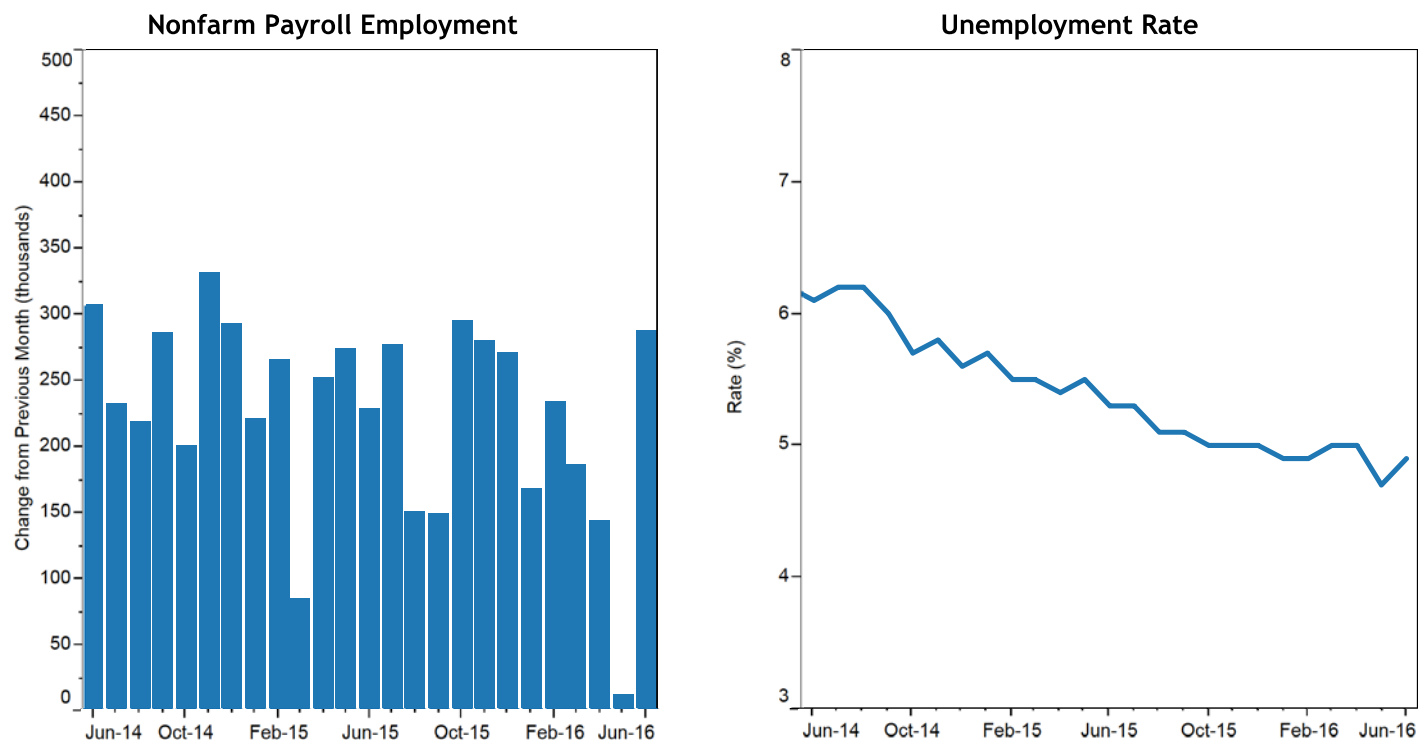 Nonfarm Payroll Employment
Change from Previous Month (thousands)
500
450
400
350
300
250
200
150
100
50
0
Jun-14 Oct-14 Feb-15 Jun-15 Oct-15 Feb-16 Jun-16
Unemployment Rate
Rate (%)
8
7
6
5
4
3
Jun-14 Oct-14 Feb-15 Jun-15 Oct-15 Feb-16 Jun-16